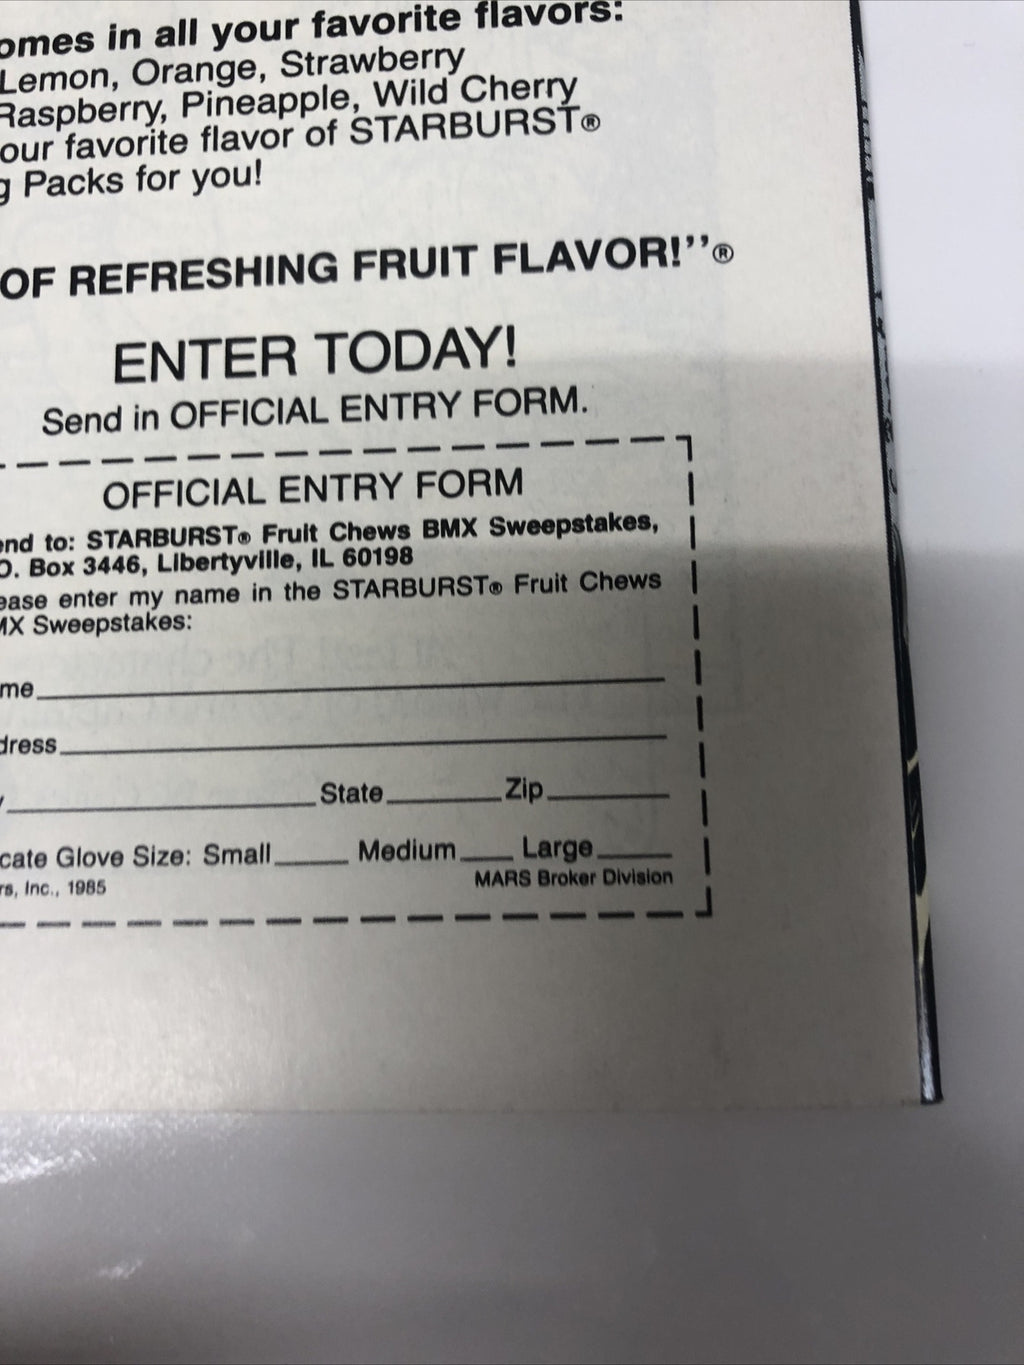 omes in all your favorite flavors:
Lemon, Orange, Strawberry
Raspberry, Pineapple, Wild Cherry
our favorite flavor of STARBURST®
g Packs for you!
OF REFRESHING FRUIT FLAVOR!”®
ENTER TODAY!
Send in OFFICIAL ENTRY FORM.
OFFICIAL ENTRY FORM
end to: STARBURST® Fruit Chews BMX Sweepstakes,
O. Box 3446, Libertyville, IL 60198
ease enter my name in the STARBURST® Fruit Chews
MX Sweepstakes:
me
dress
y State Zip
cate Glove Size: Small Medium Large
rs, Inc., 1985 MARS Broker Division